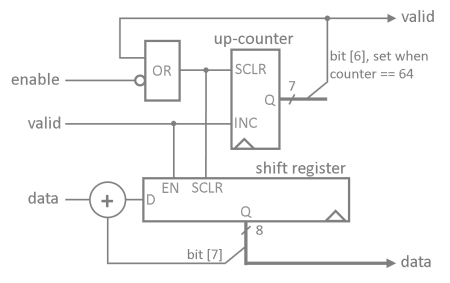 valid
up-counter
bit [6], set when
counter == 64
OR
SCLR
enable
7
Q
valid
INC
shift register
EN SCLR
data
+
D
Q
8
bit [7]
data